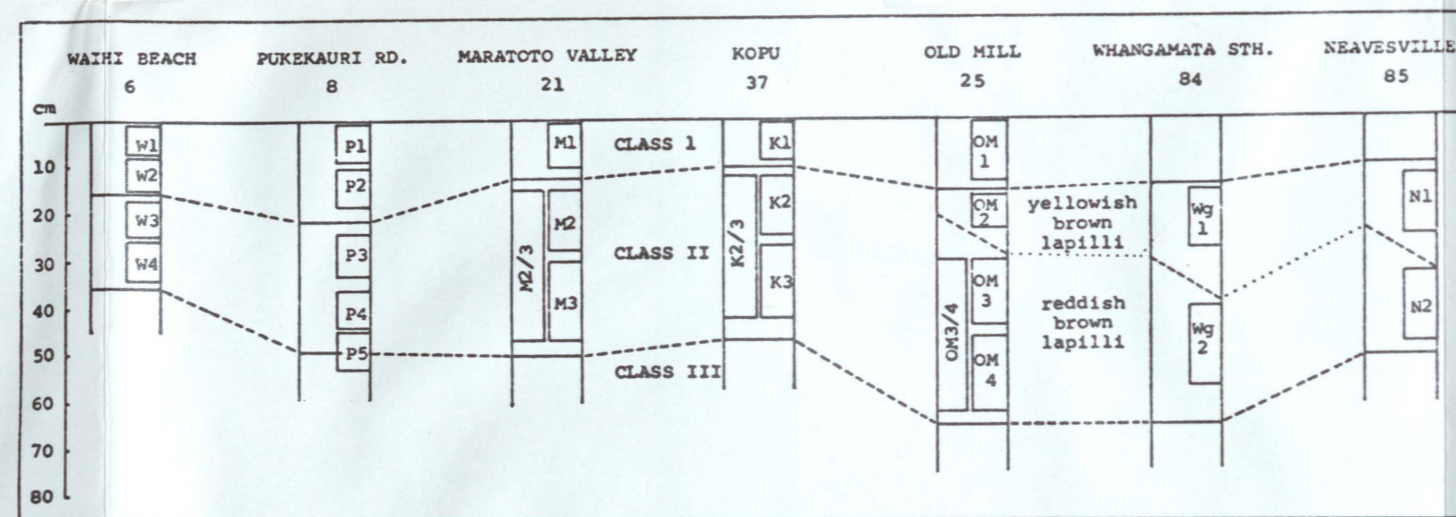 WAIHI BEACH PUKEKAURI RD. MARATOTO VALLEY KOPU OLD MILL WHANGAMATA STH. NEAVESVILLE
6 8 21 37 25 84 85
cm
10
20
30
40
50
60
70
80
W1
W2
W3
W4
P1
P2
P3
P4
P5
M1
M2/3
M2
M3
CLASS 1
CLASS II
CLASS III
K1
K2/3
K2
K3
OM
1
OM
2
OM3/4
OM
3
OM
4
yellowish
brown
lapilli
reddish
brown
lapilli
Wg
1
Wg
2
N1
N2